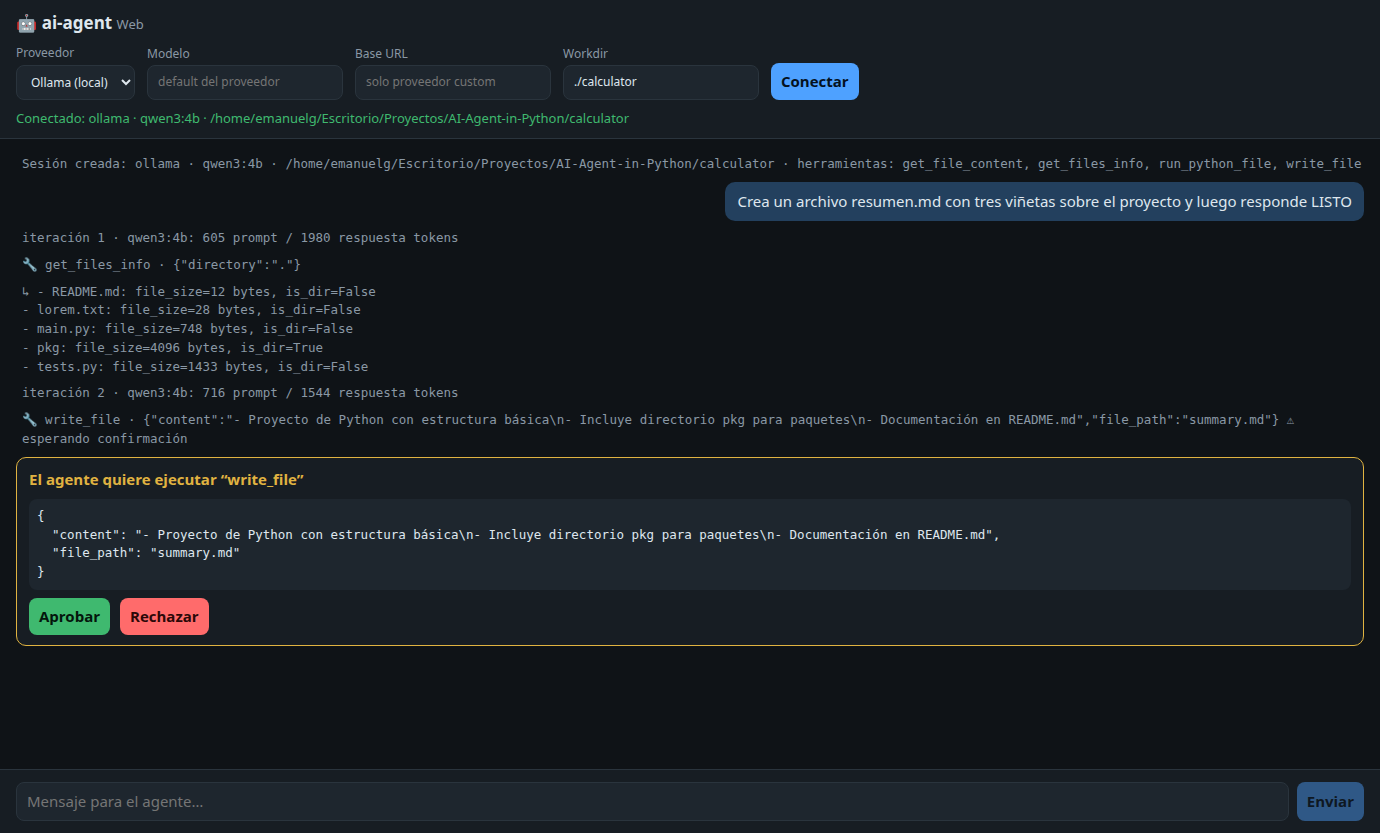 🤖 ai-agent Web
Proveedor Modelo Base URL Workdir
Ollama (local) default del proveedor solo proveedor custom ./calculator Conectar
Conectado: ollama · qwen3:4b · /home/emanuelg/Escritorio/Proyectos/AI-Agent-in-Python/calculator
Sesión creada: ollama · qwen3:4b · /home/emanuelg/Escritorio/Proyectos/AI-Agent-in-Python/calculator · herramientas: get_file_content, get_files_info, run_python_file, write_file
Crea un archivo resumen.md con tres viñetas sobre el proyecto y luego responde LISTO
iteración 1 · qwen3:4b: 605 prompt / 1980 respuesta tokens
🔧 get_files_info · {"directory":"."}
↳ - README.md: file_size=12 bytes, is_dir=False
- lorem.txt: file_size=28 bytes, is_dir=False
- main.py: file_size=748 bytes, is_dir=False
- pkg: file_size=4096 bytes, is_dir=True
- tests.py: file_size=1433 bytes, is_dir=False
iteración 2 · qwen3:4b: 716 prompt / 1544 respuesta tokens
🔧 write_file · {"content":"- Proyecto de Python con estructura básica\n- Incluye directorio pkg para paquetes\n- Documentación en README.md","file_path":"summary.md"} ⚠
esperando confirmación
El agente quiere ejecutar “write_file”
{
  "content": "- Proyecto de Python con estructura básica\n- Incluye directorio pkg para paquetes\n- Documentación en README.md",
  "file_path": "summary.md"
}
Aprobar Rechazar
Mensaje para el agente... Enviar